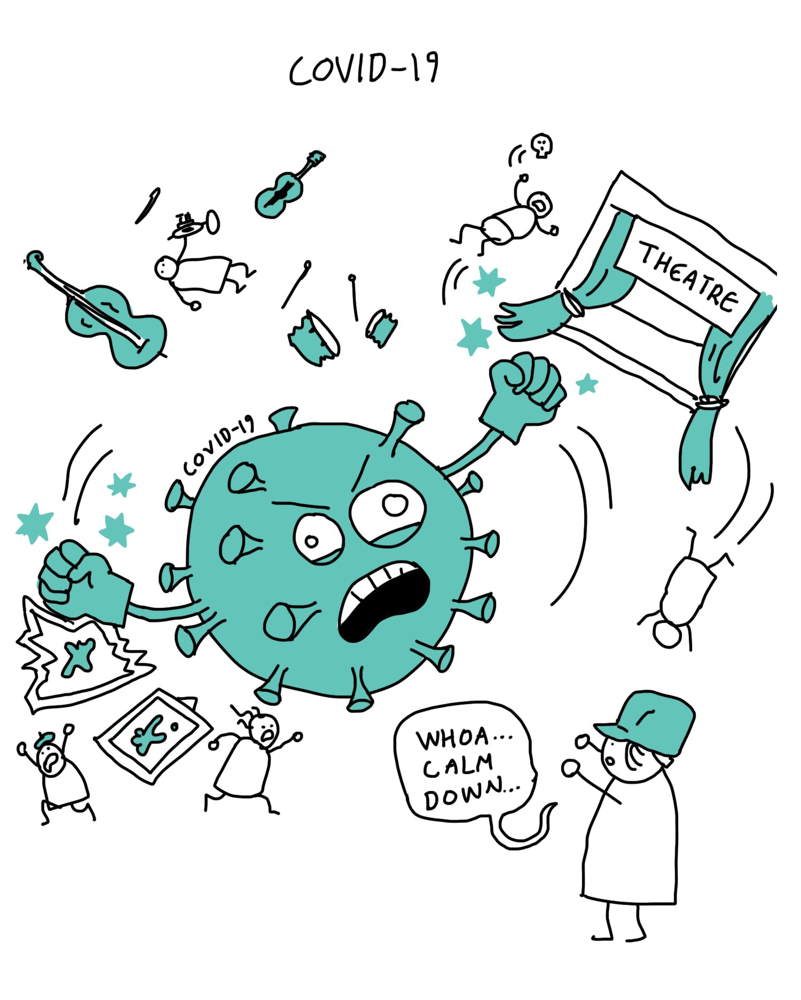 COVID-19
THEATRE
COVID-19
WHOA...
CALM
DOWN...